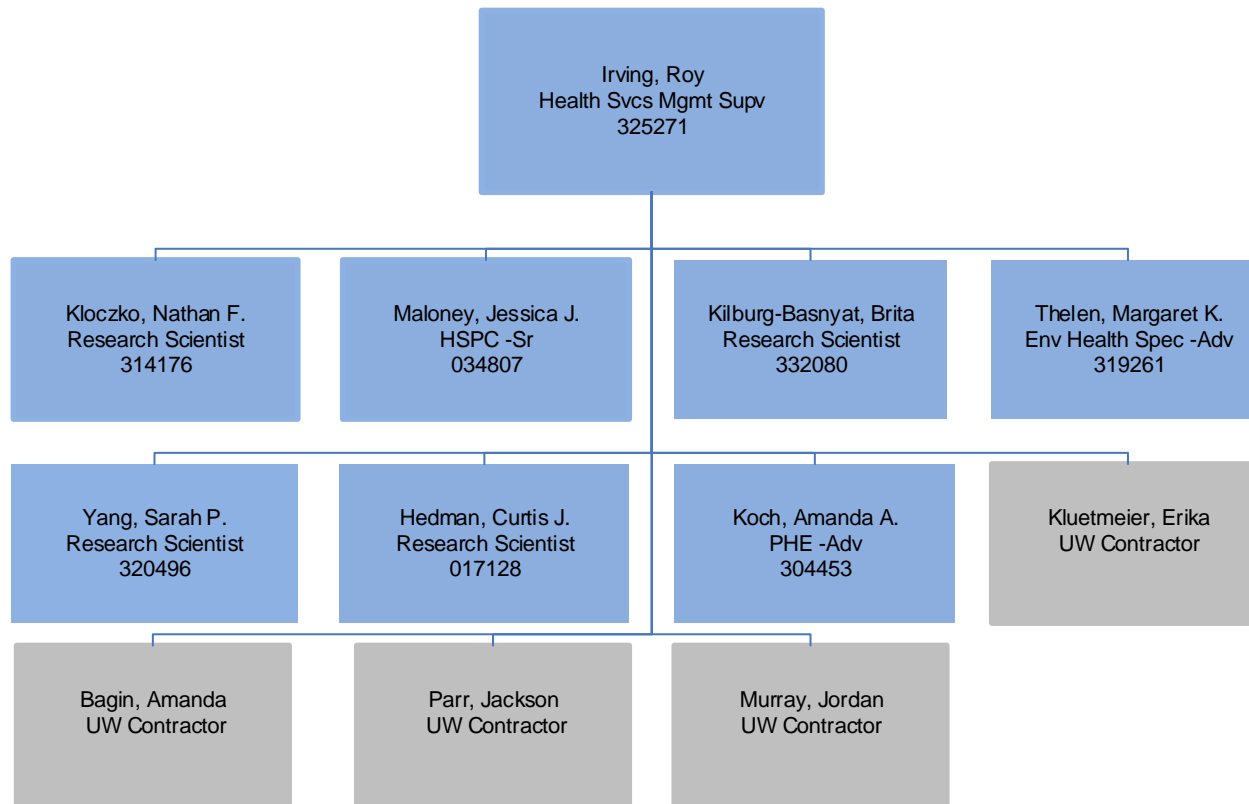 Irving, Roy
Health Svcs Mgmt Supv
325271
Kloczko, Nathan F.
Research Scientist
314176
Maloney, Jessica J.
HSPC -Sr
034807
Kilburg-Basnyat, Brita
Research Scientist
332080
Thelen, Margaret K.
Env Health Spec -Adv
319261
Yang, Sarah P.
Research Scientist
320496
Hedman, Curtis J.
Research Scientist
017128
Koch, Amanda A.
PHE -Adv
304453
Kluetmeier, Erika
UW Contractor
Bagin, Amanda
UW Contractor
Parr, Jackson
UW Contractor
Murray, Jordan
UW Contractor